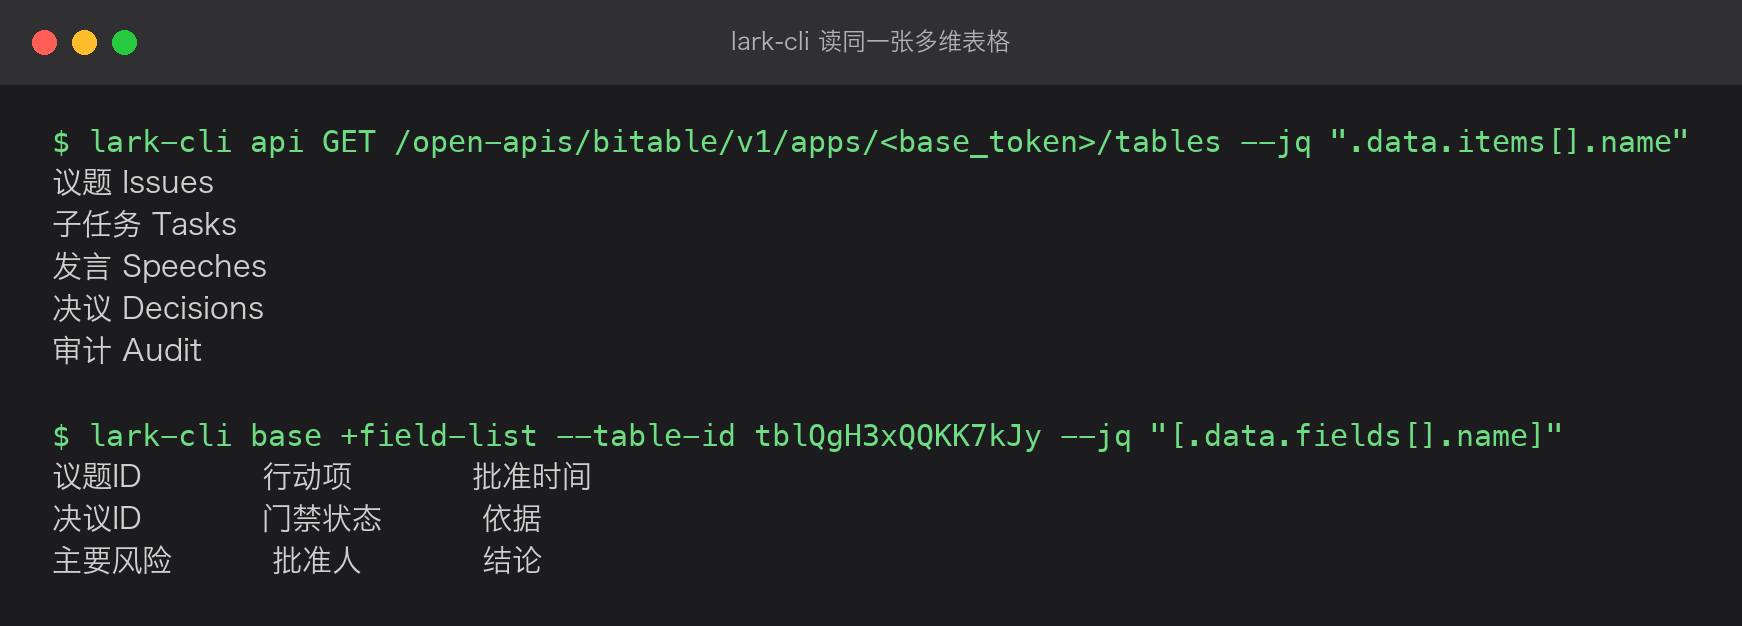 lark-cli 读同一张多维表格
$ lark-cli api GET /open-apis/bitable/v1/apps/<base_token>/tables --jq ".data.items[].name"
议题 Issues
子任务 Tasks
发言 Speeches
决议 Decisions
审计 Audit
$ lark-cli base +field-list --table-id tblQgH3xQQKK7kJy --jq "[.data.fields[].name]"
议题ID 行动项 批准时间
决议ID 门禁状态 依据
主要风险 批准人 结论